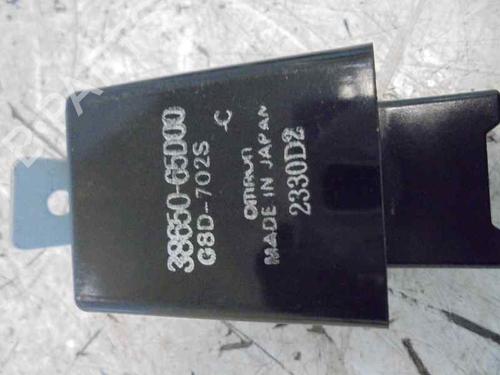 38650-65D00
G8D-702S
-C
OMRON
MADE IN JAPAN
2330D2